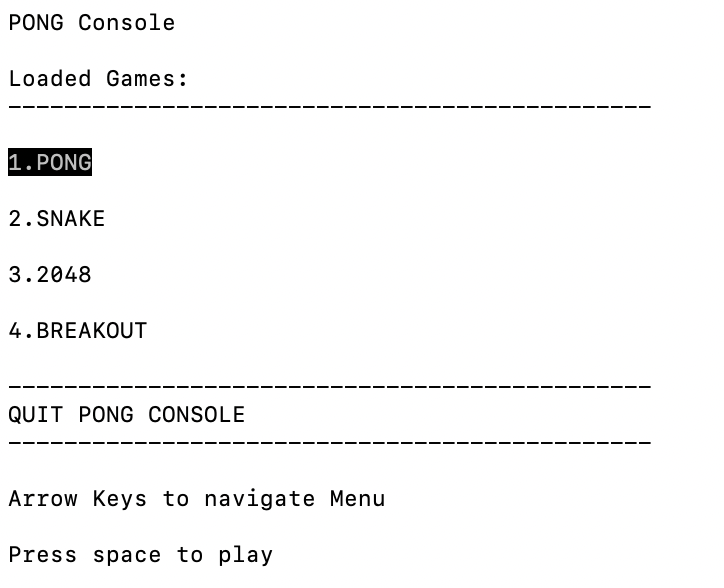 PONG Console
Loaded Games:
----------------------------------------------
1.PONG
2.SNAKE
3.2048
4.BREAKOUT
----------------------------------------------
QUIT PONG CONSOLE
----------------------------------------------
Arrow Keys to navigate Menu
Press space to play